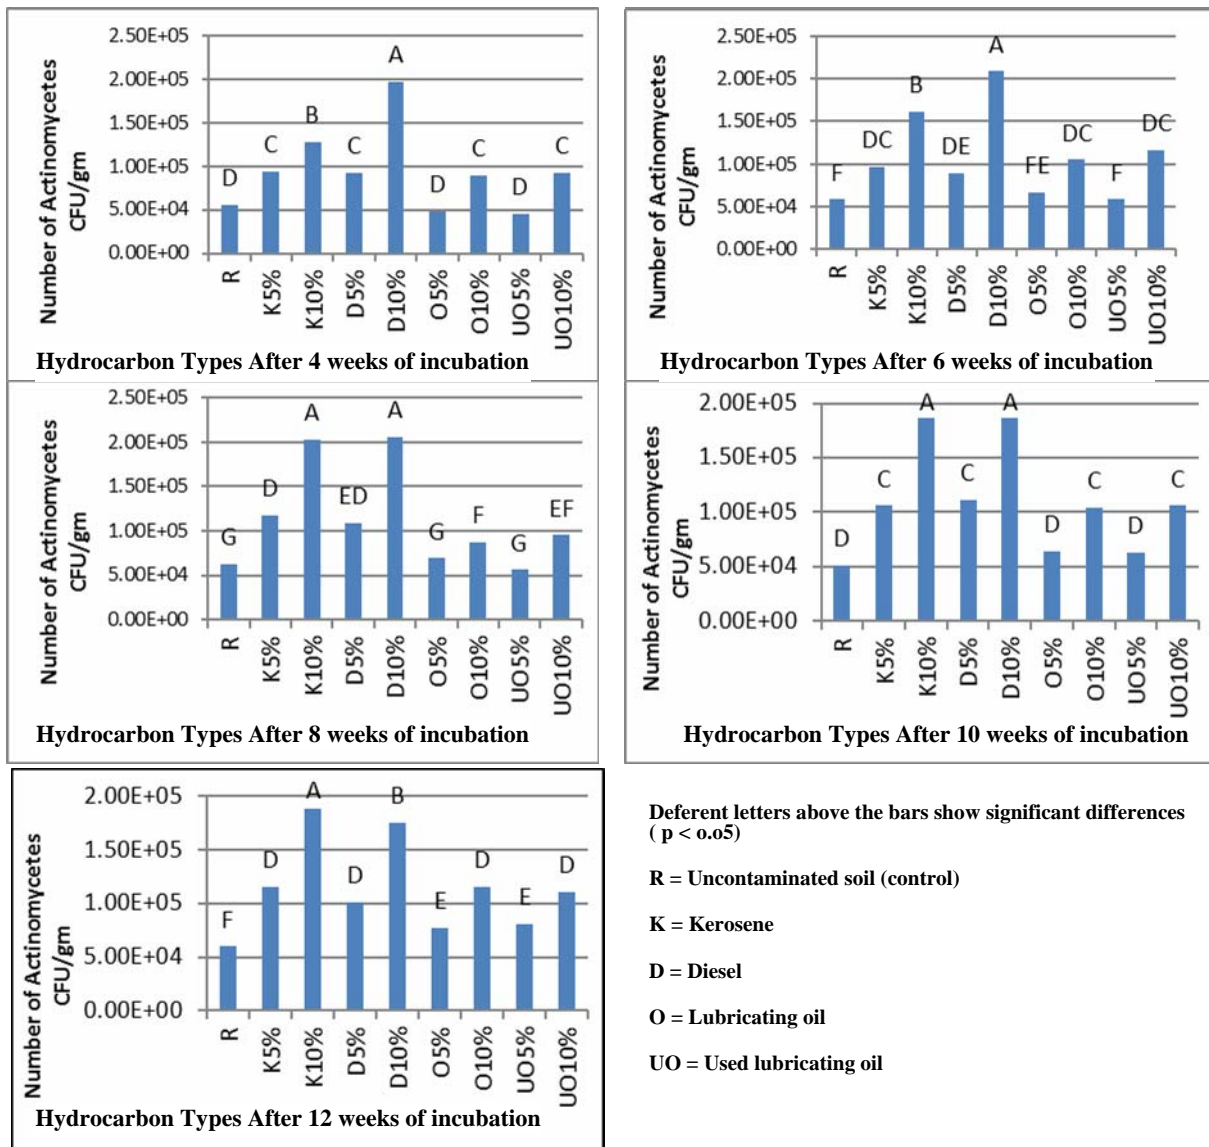 Number of Actinomycetes
CFU/gm
2.50E+05
2.00E+05
1.50E+05
1.00E+05
5.00E+04
0.00E+00
D
C
B
C
A
D
C
D
C
R
K5%
K10%
D5%
D10%
O5%
O10%
UO5%
UO10%
Hydrocarbon Types After 4 weeks of incubation
Number of Actinomycetes
CFU/gm
2.50E+05
2.00E+05
1.50E+05
1.00E+05
5.00E+04
0.00E+00
F
DC
B
DE
A
FE
DC
F
DC
R
K5%
K10%
D5%
D10%
O5%
O10%
UO5%
UO10%
Hydrocarbon Types After 6 weeks of incubation
Number of Actinomycetes
CFU/gm
2.50E+05
2.00E+05
1.50E+05
1.00E+05
5.00E+04
0.00E+00
G
D
A
ED
A
G
F
G
EF
R
K5%
K10%
D5%
D10%
O5%
O10%
UO5%
UO10%
Hydrocarbon Types After 8 weeks of incubation
Number of Actinomycetes
CFU/gm
2.00E+05
1.50E+05
1.00E+05
5.00E+04
0.00E+00
D
C
A
C
A
D
C
D
C
R
K5%
K10%
D5%
D10%
O5%
O10%
UO5%
UO10%
Hydrocarbon Types After 10 weeks of incubation
Number of Actinomycetes
CFU/gm
2.00E+05
1.50E+05
1.00E+05
5.00E+04
0.00E+00
F
D
A
D
B
E
D
E
D
R
K5%
K10%
D5%
D10%
O5%
O10%
UO5%
UO10%
Hydrocarbon Types After 12 weeks of incubation
Deferent letters above the bars show significant differences
( p < o.o5)
R = Uncontaminated soil (control)
K = Kerosene
D = Diesel
O = Lubricating oil
UO = Used lubricating oil